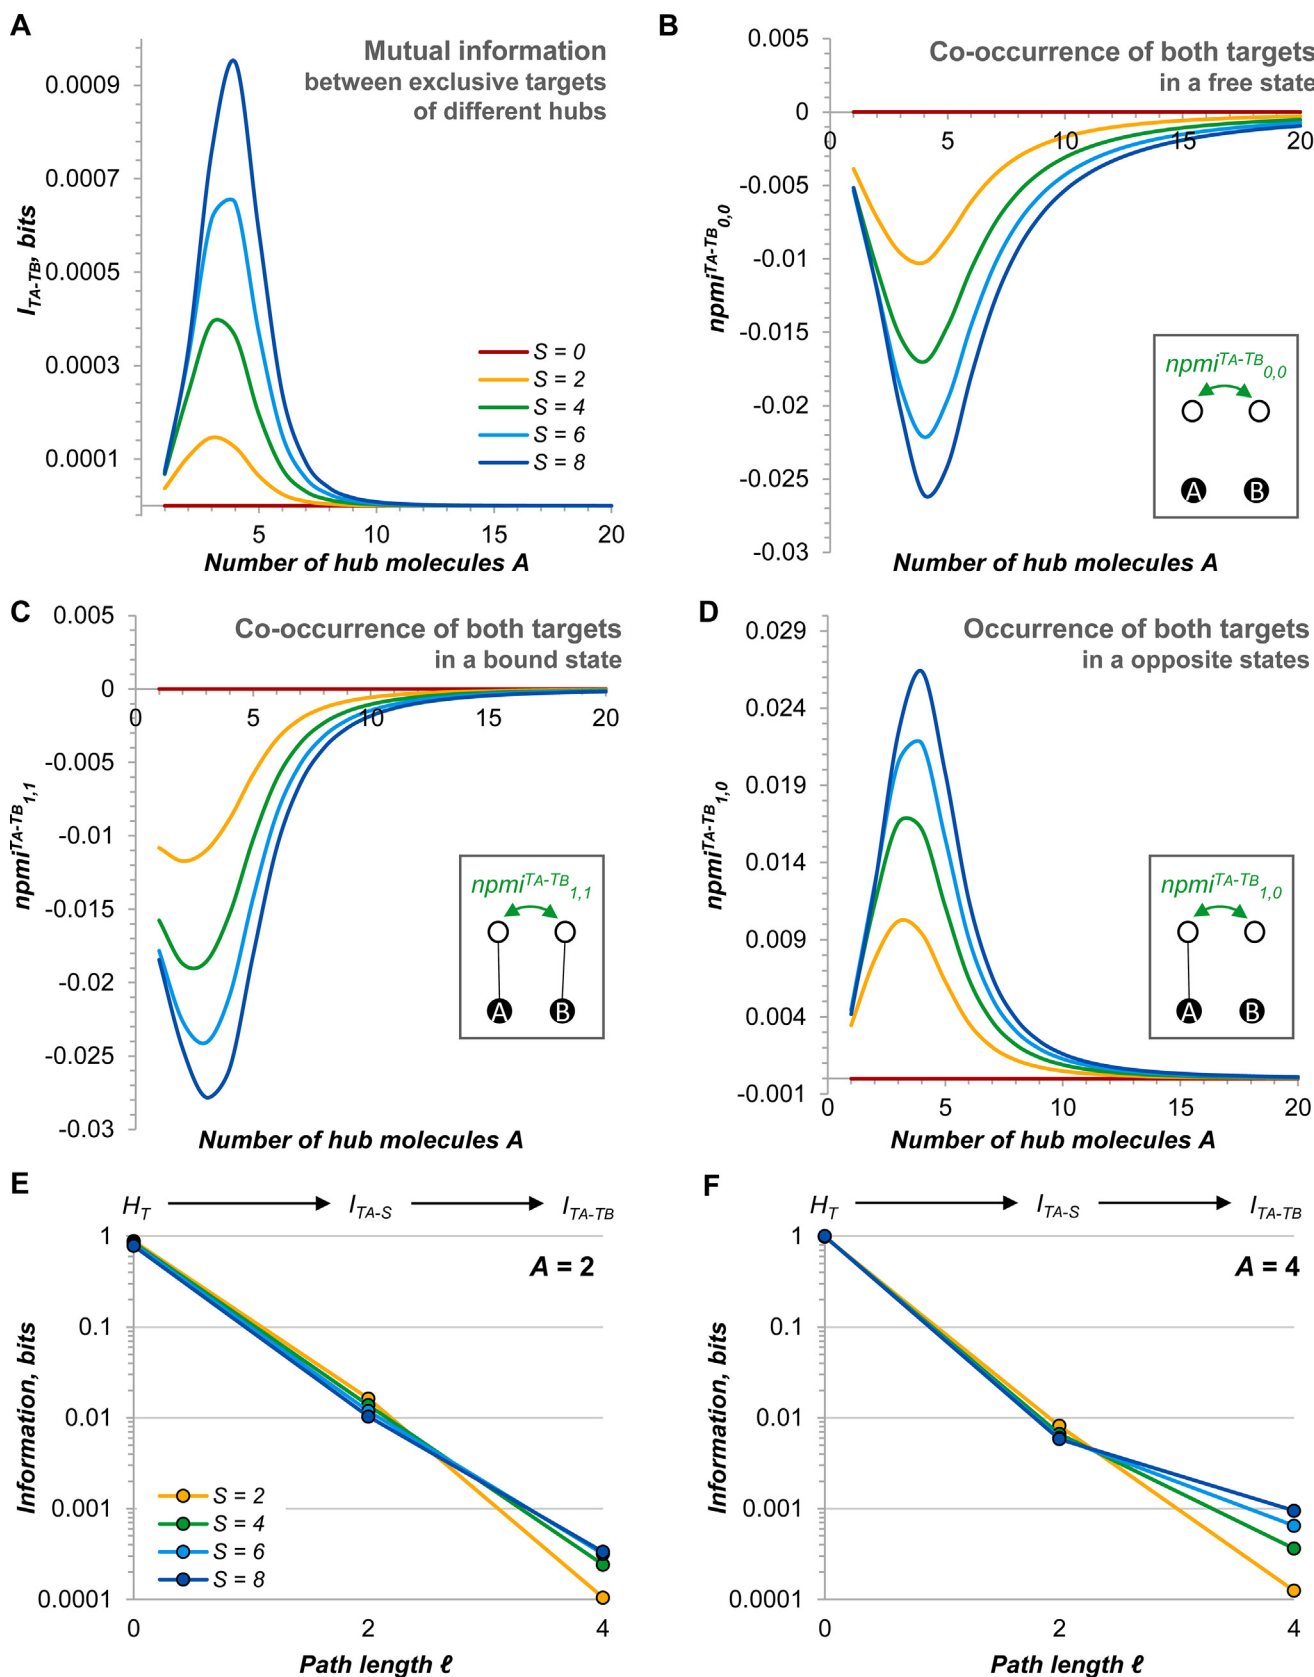 A
Mutual information
between exclusive targets
of different hubs
0.0009
0.0007
0.0005
0.0003
0.0001
I_TA-TB, bits
S = 0
S = 2
S = 4
S = 6
S = 8
5
10
15
20
Number of hub molecules A
B
Co-occurrence of both targets
in a free state
0.005
0
-0.005
-0.01
-0.015
-0.02
-0.025
-0.03
npmi^TA-TB_0,0
0
5
10
15
20
npmi^TA-TB_0,0
A B
Number of hub molecules A
C
Co-occurrence of both targets
in a bound state
0.005
0
-0.005
-0.01
-0.015
-0.02
-0.025
-0.03
npmi^TA-TB_1,1
0
5
10
15
20
npmi^TA-TB_1,1
A B
Number of hub molecules A
D
Occurrence of both targets
in a opposite states
0.029
0.024
0.019
0.014
0.009
0.004
-0.001
npmi^TA-TB_1,0
npmi^TA-TB_1,0
A B
0
5
10
15
20
Number of hub molecules A
E
H_T
I_TA-S
I_TA-TB
A = 2
1
0.1
0.01
0.001
0.0001
Information, bits
S = 2
S = 4
S = 6
S = 8
0
2
4
Path length ℓ
F
H_T
I_TA-S
I_TA-TB
A = 4
1
0.1
0.01
0.001
0.0001
Information, bits
0
2
4
Path length ℓ